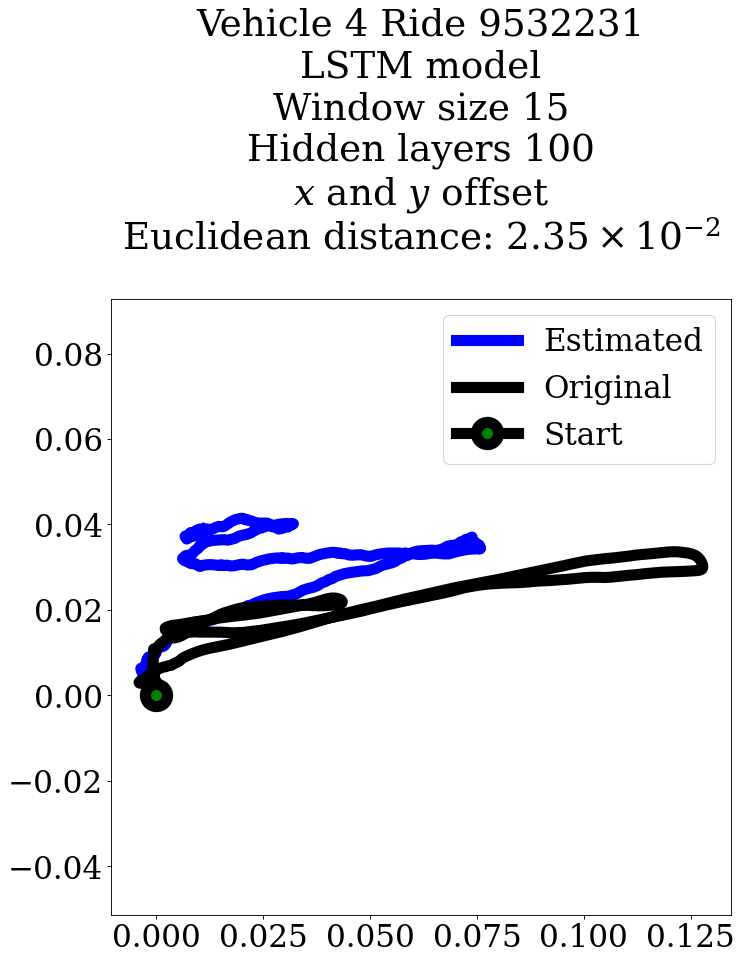 Vehicle 4 Ride 9532231
LSTM model
Window size 15
Hidden layers 100
x and y offset
Euclidean distance: 2.35 × 10⁻²
Estimated
Original
Start
0.08
0.06
0.04
0.02
0.00
−0.02
−0.04
0.000 0.025 0.050 0.075 0.100 0.125